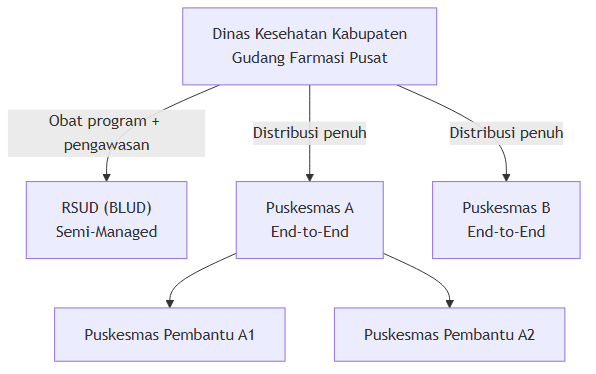 Dinas Kesehatan Kabupaten
Gudang Farmasi Pusat
Obat program +
pengawasan
Distribusi penuh
Distribusi penuh
RSUD (BLUD)
Semi-Managed
Puskesmas A
End-to-End
Puskesmas B
End-to-End
Puskesmas Pembantu A1
Puskesmas Pembantu A2